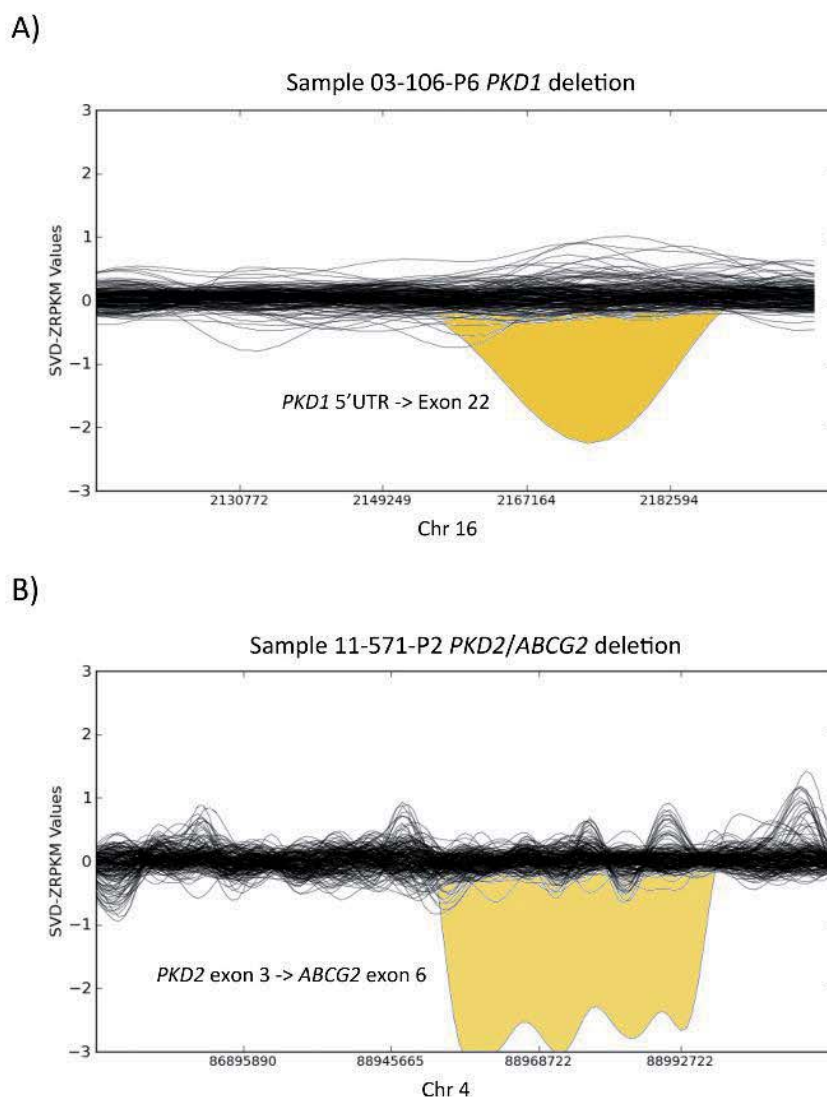 A)
Sample 03-106-P6 PKD1 deletion
3
2
1
0
−1
−2
−3
SVD-ZRPKM Values
PKD1 5’UTR -> Exon 22
2130772 2149249 2167164 2182594
Chr 16
B)
Sample 11-571-P2 PKD2/ABCG2 deletion
3
2
1
0
−1
−2
−3
SVD-ZRPKM Values
PKD2 exon 3 -> ABCG2 exon 6
86895890 88945665 88968722 88992722
Chr 4